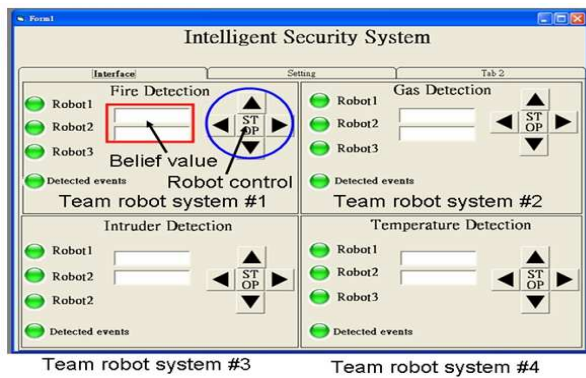 Form1
Intelligent Security System
Interface
Setting
Tab 2
Fire Detection
Robot1
Robot2
Robot3
ST
OP
Belief value
Robot control
Detected events
Team robot system #1
Gas Detection
Robot1
Robot2
Robot3
ST
OP
Detected events
Team robot system #2
Intruder Detection
Robot1
Robot2
Robot2
ST
OP
Detected events
Team robot system #3
Temperature Detection
Robot1
Robot2
Robot3
ST
OP
Detected events
Team robot system #4